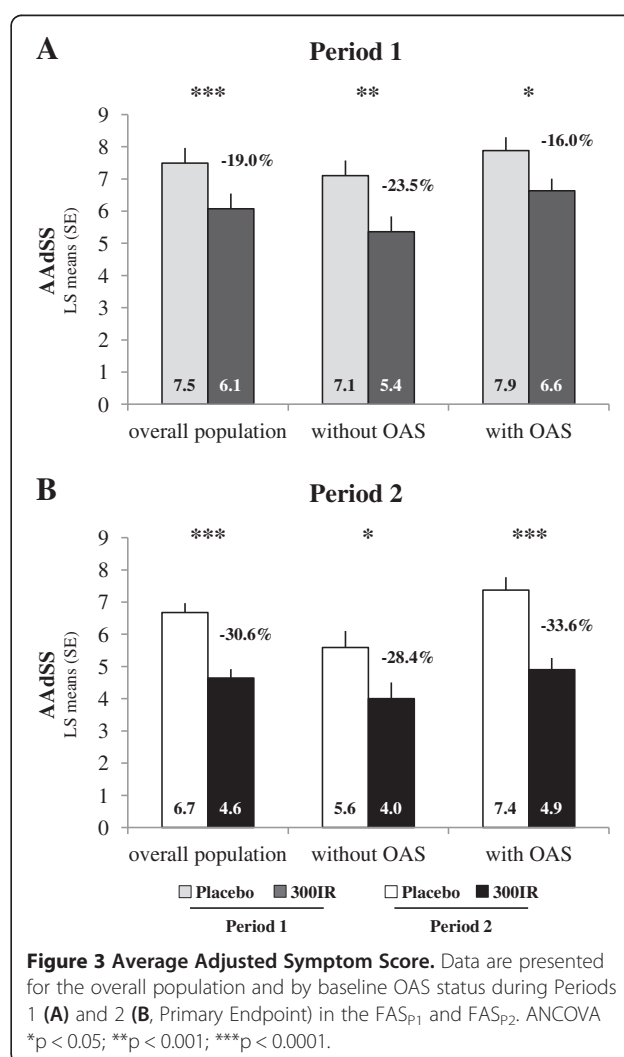 A
Period 1
*** ** *
9
8
7
6
5
4
3
2
1
0
AAdSS
LS means (SE)
-19.0%
-23.5%
-16.0%
7.5 6.1 7.1 5.4 7.9 6.6
overall population without OAS with OAS
B
Period 2
*** * ***
9
8
7
6
5
4
3
2
1
0
AAdSS
LS means (SE)
-30.6%
-28.4%
-33.6%
6.7 4.6 5.6 4.0 7.4 4.9
overall population without OAS with OAS
Placebo 300IR Placebo 300IR
Period 1 Period 2
Figure 3 Average Adjusted Symptom Score. Data are presented
for the overall population and by baseline OAS status during Periods
1 (A) and 2 (B, Primary Endpoint) in the FASP1 and FASP2. ANCOVA
*p < 0.05; **p < 0.001; ***p < 0.0001.